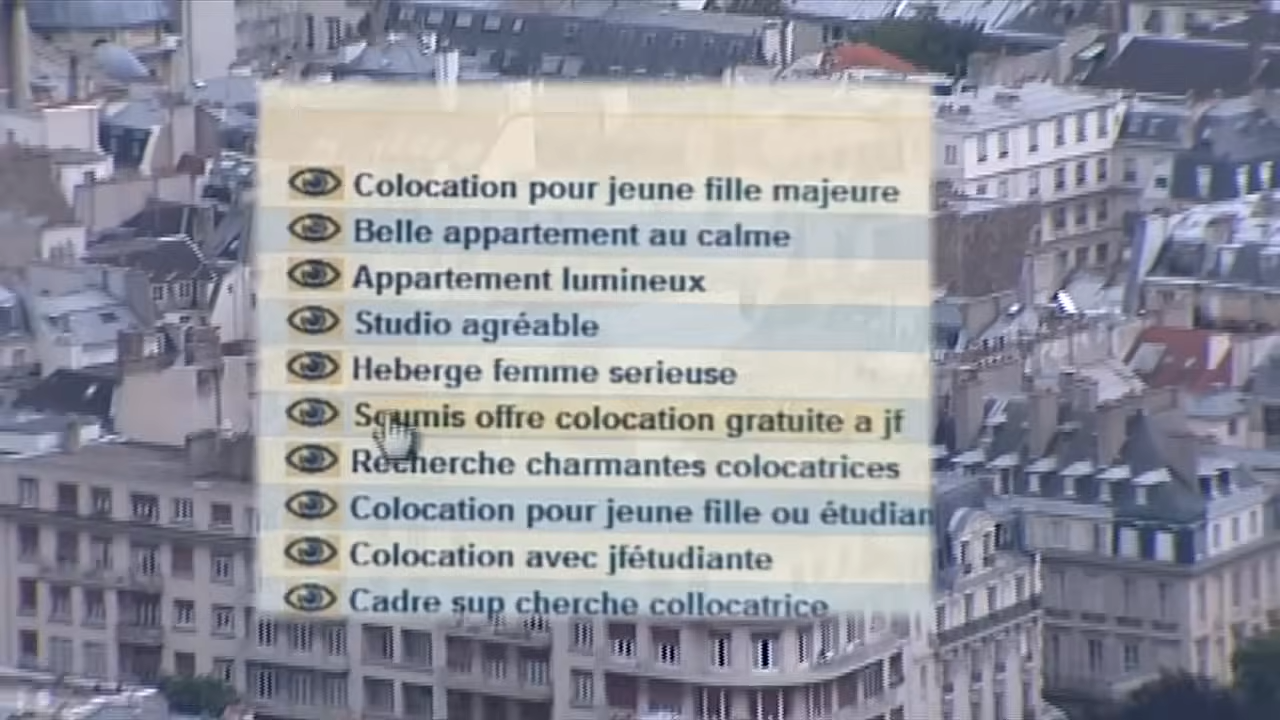 Colocation pour jeune fille majeure
Belle appartement au calme
Appartement lumineux
Studio agréable
Heberge femme serieuse
Soumis offre colocation gratuite a jf
Recherche charmantes colocatrices
Colocation pour jeune fille ou étudian
Colocation avec jfétudiante
Cadre sup cherche collocatrice